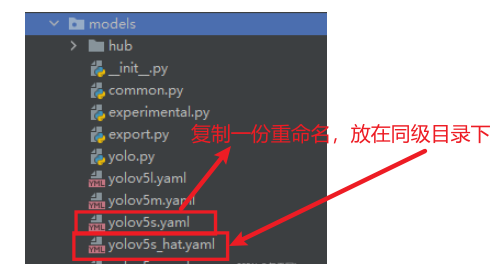 models
hub
__init__.py
common.py
experimental.py
export.py
复制一份重命名，放在同级目录下
yolo.py
yolov5l.yaml
yolov5m.yaml
yolov5s.yaml
yolov5s_hat.yaml